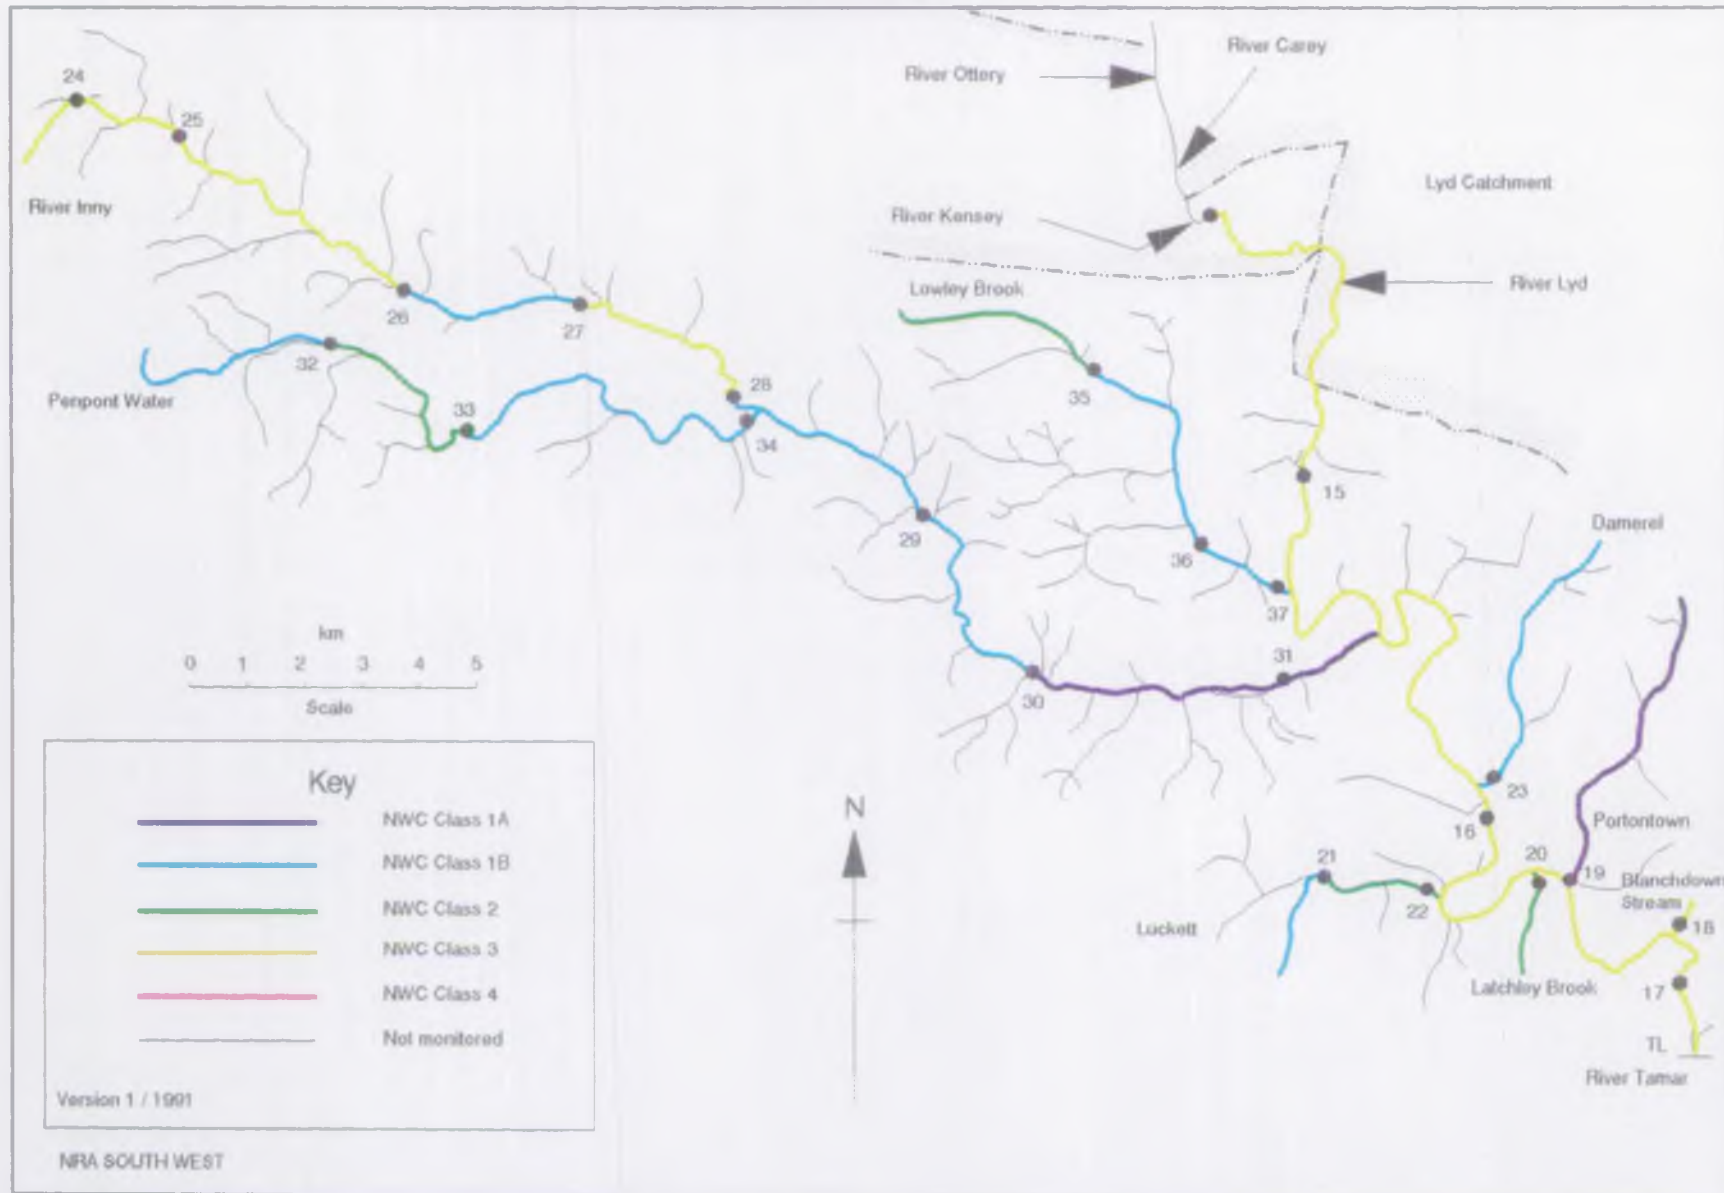 River Carey
River Ottery
24
25
Lyd Catchment
River Inny
River Kensey
River Lyd
Lowley Brook
26
27
32
35
28
Penpont Water
33
34
15
29
Damerel
36
37
km
0 1 2 3 4 5
Scale
31
30
Key
NWC Class 1A
NWC Class 1B
NWC Class 2
NWC Class 3
NWC Class 4
Not monitored
Version 1 / 1991
NRA SOUTH WEST
N
23
16
Portontown
21
20
19
Blanchdown
Stream
22
18
Luckett
Latchley Brook
17
TL
River Tamar